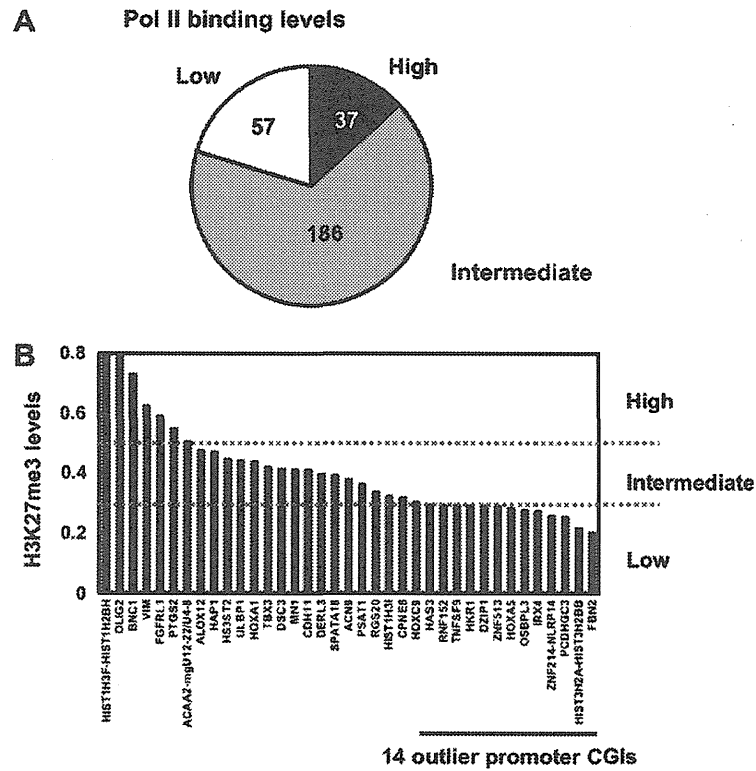 A
Pol II binding levels
Low
High
57
37
186
Intermediate
B
H3K27me3 levels
0.8
0.6
0.4
0.2
0
High
Intermediate
Low
HIST1H3F-HIST1H2BH
OLIG2
BNC1
VIM
FGFRL1
PTGS2
ACAA2-mgU12-22/U4-8
ALOX12
HAP1
HS3ST2
ULBP1
HOXA1
TBX3
DSC3
MN1
CDH11
DERL3
SPATA18
ACN9
PSAT1
RGS20
HIST1H3I
CPNE8
HOXC9
HAS3
RNF152
TNFSF9
HKR1
DZIP1
ZNF513
HOXA5
OSBPL3
IRX4
ZNF214-NLRP14
PCDHGC3
HIST3H2A-HIST3H2BB
FBN2
14 outlier promoter CGIs